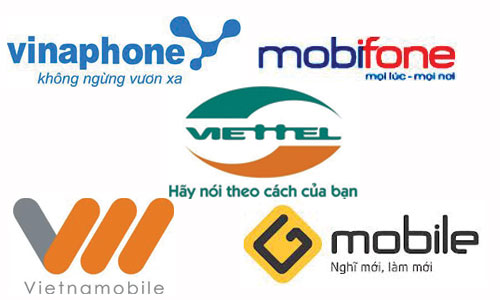 vinaphone
không ngừng vươn xa
mobifone
mọi lúc - mọi nơi
VIETTEL
Hãy nói theo cách của bạn
Vietnamobile
G mobile
Nghĩ mới, làm mới